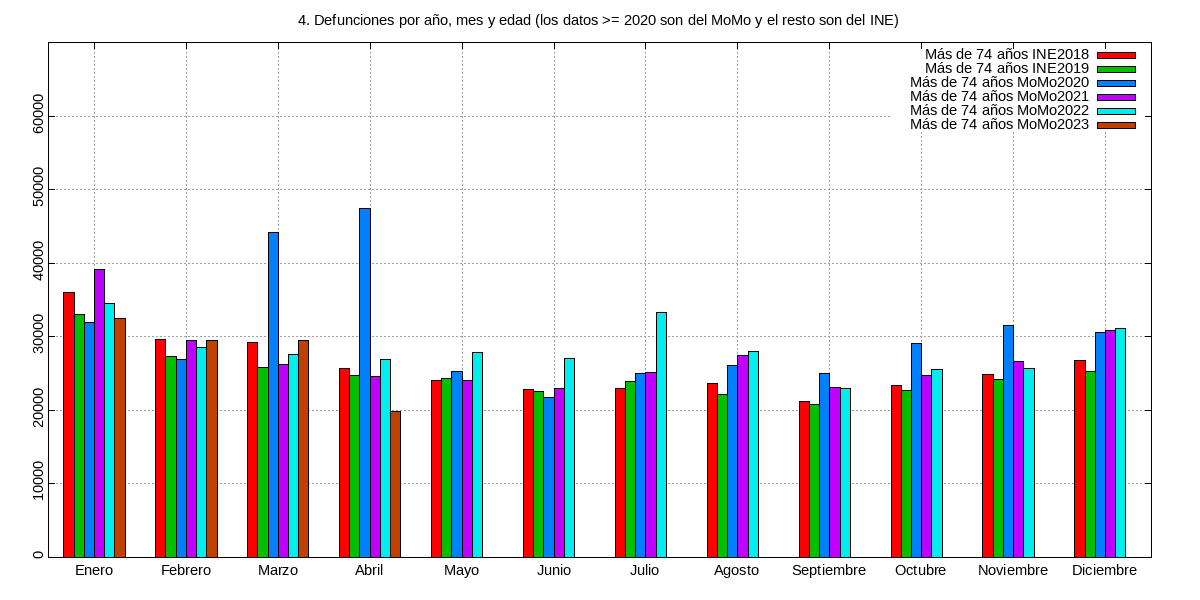 4. Defunciones por año, mes y edad (los datos >= 2020 son del MoMo y el resto son del INE)
Más de 74 años INE2018
Más de 74 años INE2019
Más de 74 años MoMo2020
Más de 74 años MoMo2021
Más de 74 años MoMo2022
Más de 74 años MoMo2023
60000
50000
40000
30000
20000
10000
0
Enero Febrero Marzo Abril Mayo Junio Julio Agosto Septiembre Octubre Noviembre Diciembre